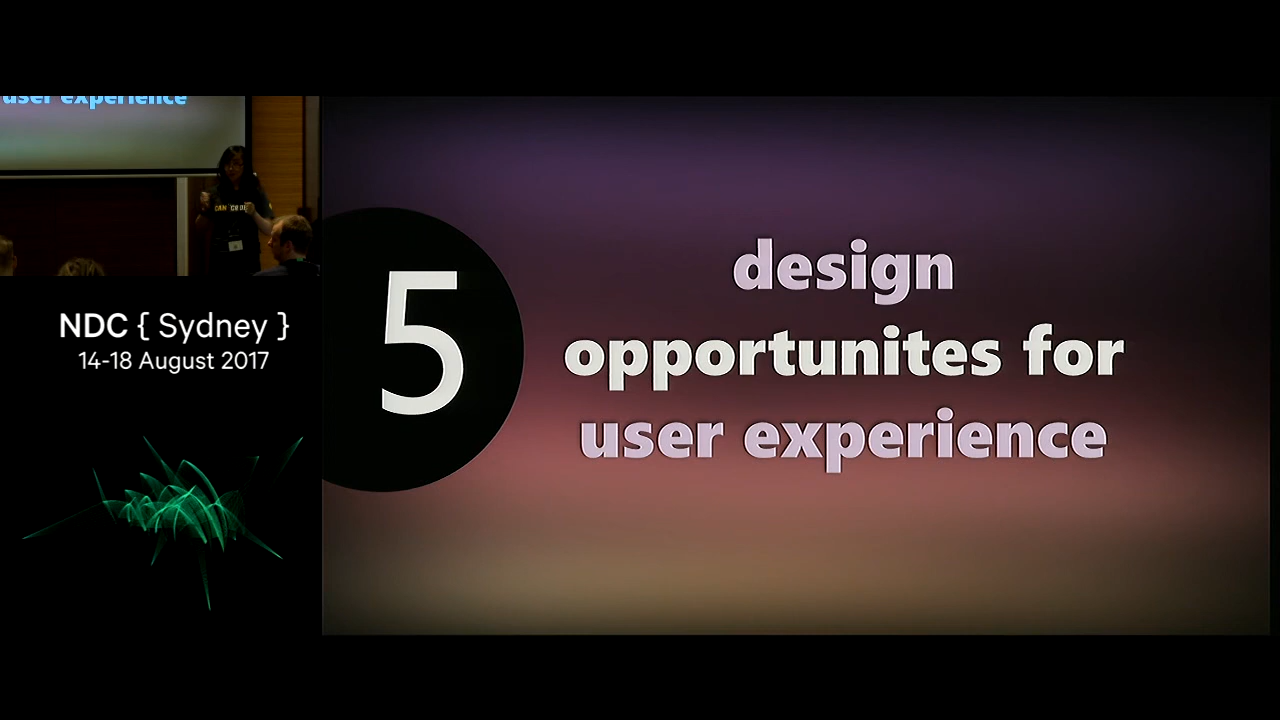 user experience
NDC { Sydney }
14-18 August 2017
5
design
opportunites for
user experience